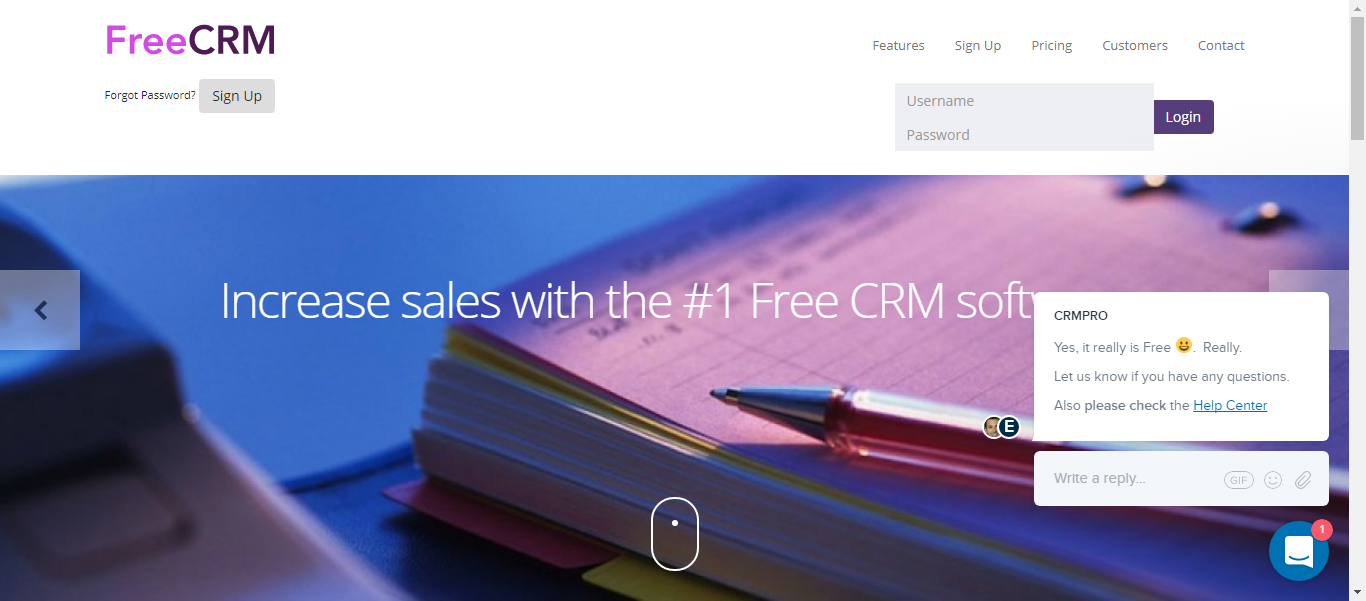 FreeCRM
Features
Sign Up
Pricing
Customers
Contact
Forgot Password?
Sign Up
Username
Password
Login
Increase sales with the #1 Free CRM soft
CRMPRO
Yes, it really is Free 😃. Really.
Let us know if you have any questions.
Also please check the Help Center
E
Write a reply...
GIF
1